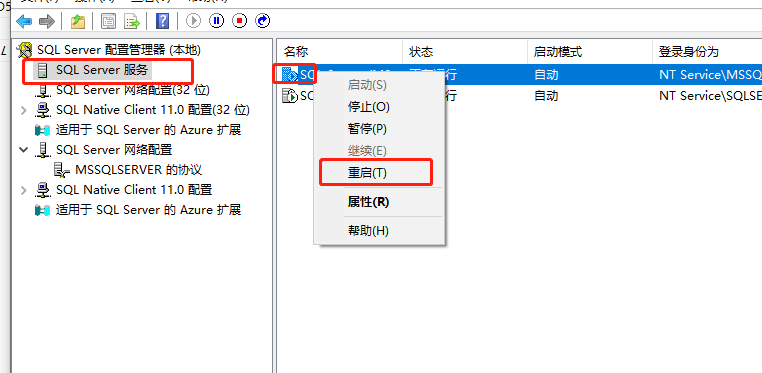 SQL Server 配置管理器 (本地)
SQL Server 服务
SQL Server 网络配置(32 位)
SQL Native Client 11.0 配置(32 位)
适用于 SQL Server 的 Azure 扩展
SQL Server 网络配置
MSSQLSERVER 的协议
SQL Native Client 11.0 配置
适用于 SQL Server 的 Azure 扩展
名称 状态 启动模式 登录身份为
运行 自动 NT Service\MSSQ
行 自动 NT Service\SQLSE
启动(S)
停止(O)
暂停(P)
继续(E)
重启(T)
属性(R)
帮助(H)